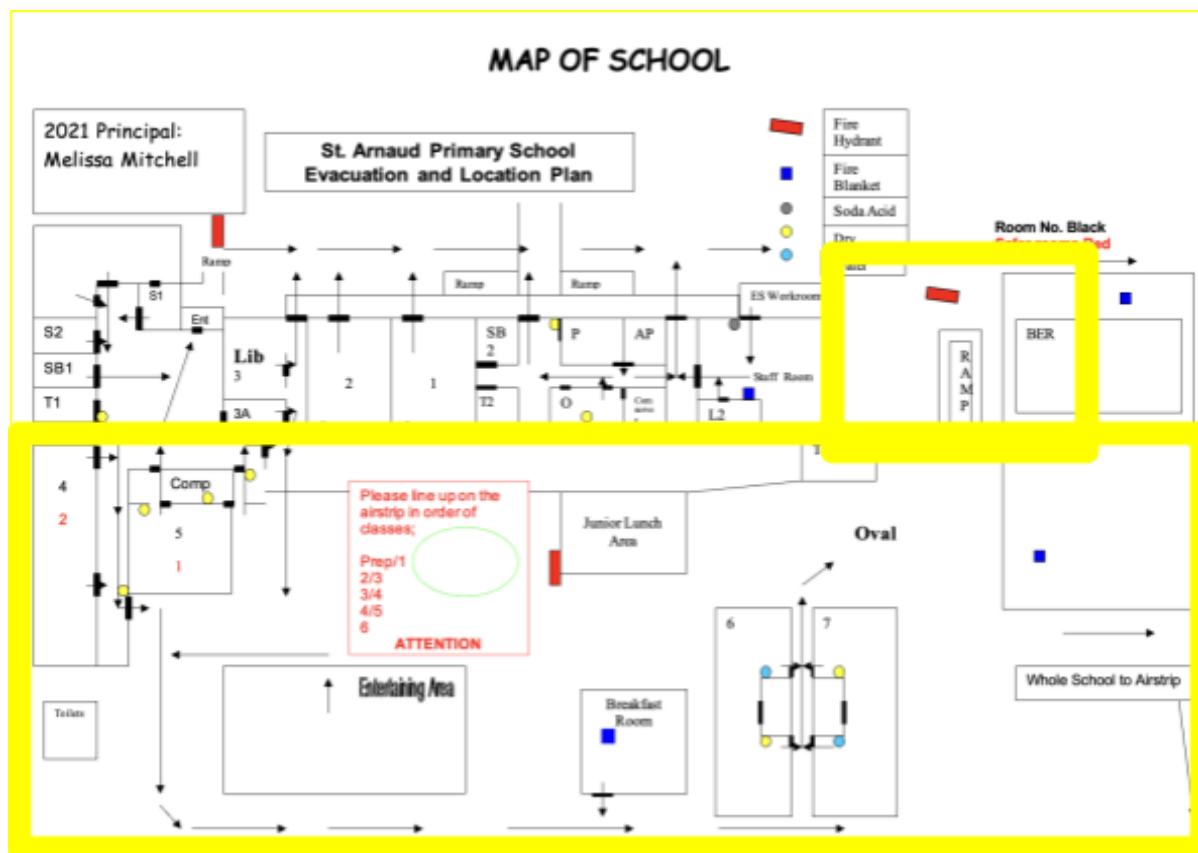 MAP OF SCHOOL
2021 Principal:
Melissa Mitchell
St. Arnaud Primary School
Evacuation and Location Plan
Fire
Hydrant
Fire
Blanket
Soda Acid
Dry
Room No. Black
Ramp
Ramp
Ramp
ES Workroom
S1
Ent
S2
SB1
T1
Lib
3
3A
2
1
SB
2
T2
P
AP
O
Staff Room
L2
BER
R
A
M
P
4
2
Comp
5
1
Please line up on the
airstrip in order of
classes;
Prep/1
2/3
3/4
4/5
6
ATTENTION
Junior Lunch
Area
Oval
6
7
Entertaining Area
Breakfast
Room
Toilets
Whole School to Airstrip